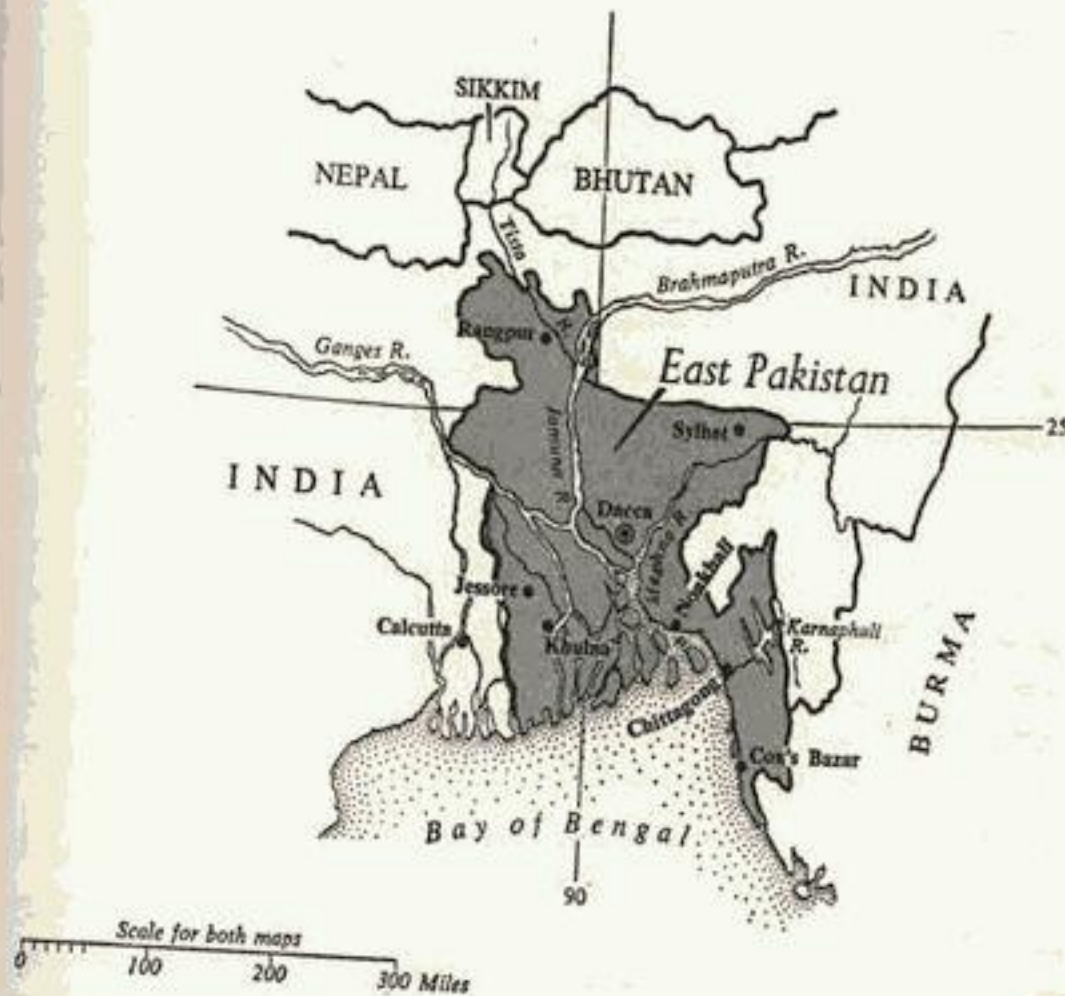 SIKKIM
NEPAL
BHUTAN
Tista
R.
Brahmaputra R.
INDIA
Rangpur
Ganges R.
East Pakistan
Sylhet
25
Jamuna R.
INDIA
Dacca
Meghna R.
Noakhali
Jessore
Calcutta
Khulna
Karnaphuli
R.
Chittagong
BURMA
Cox's Bazar
Bay of Bengal
90
Scale for both maps
0 100 200 300 Miles